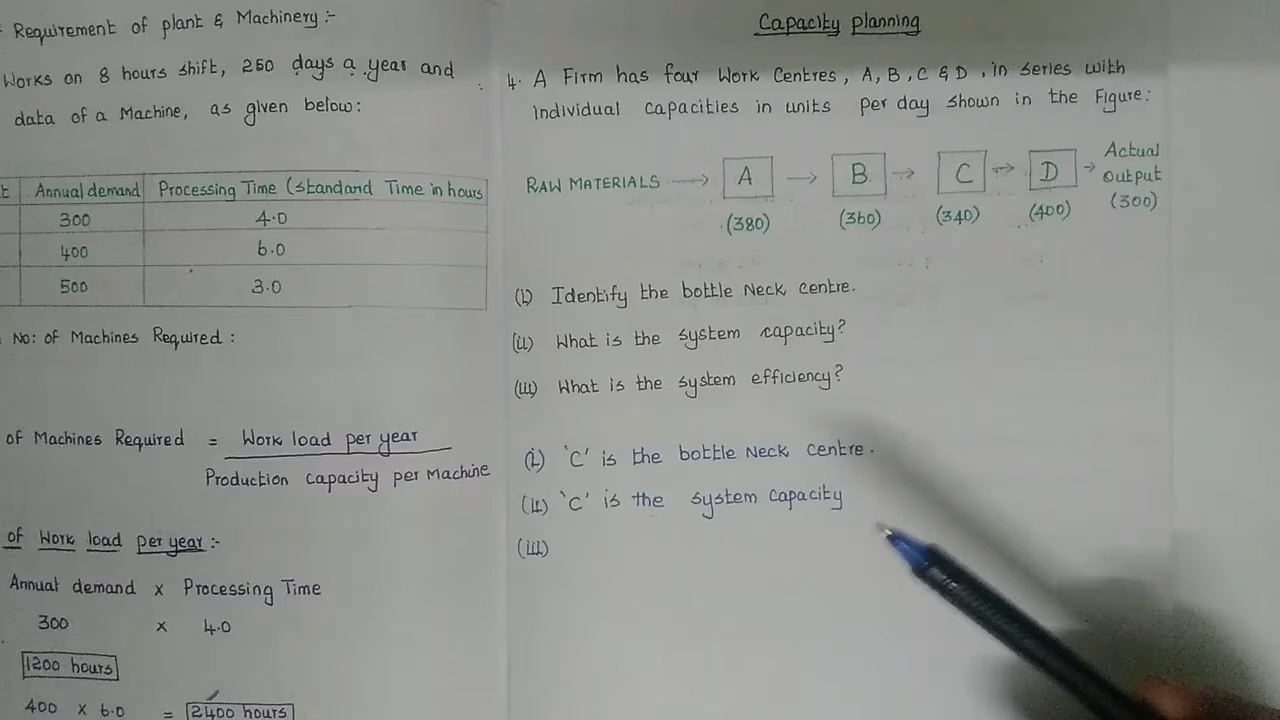 Requirement of plant & Machinery :-
Works on 8 hours shift, 250 days a year and
data of a Machine, as given below:
t Annual demand Processing Time (standard Time in hours
300 4.0
400 6.0
500 3.0
No: of Machines Required :
of Machines Required = Work load per year
Production capacity per Machine
of Work load per year :-
Annual demand x Processing Time
300 x 4.0
1200 hours
400 x 6.0 = 2400 hours
Capacity planning
4. A Firm has four Work Centres, A, B, C & D, in series with
individual capacities in units per day shown in the Figure:
RAW MATERIALS → A → B → C → D → Actual output (300)
(380) (360) (340) (400)
(i) Identify the bottle Neck centre.
(ii) What is the system capacity?
(iii) What is the system efficiency?
(i) 'C' is the bottle Neck centre.
(ii) 'C' is the system capacity
(iii)